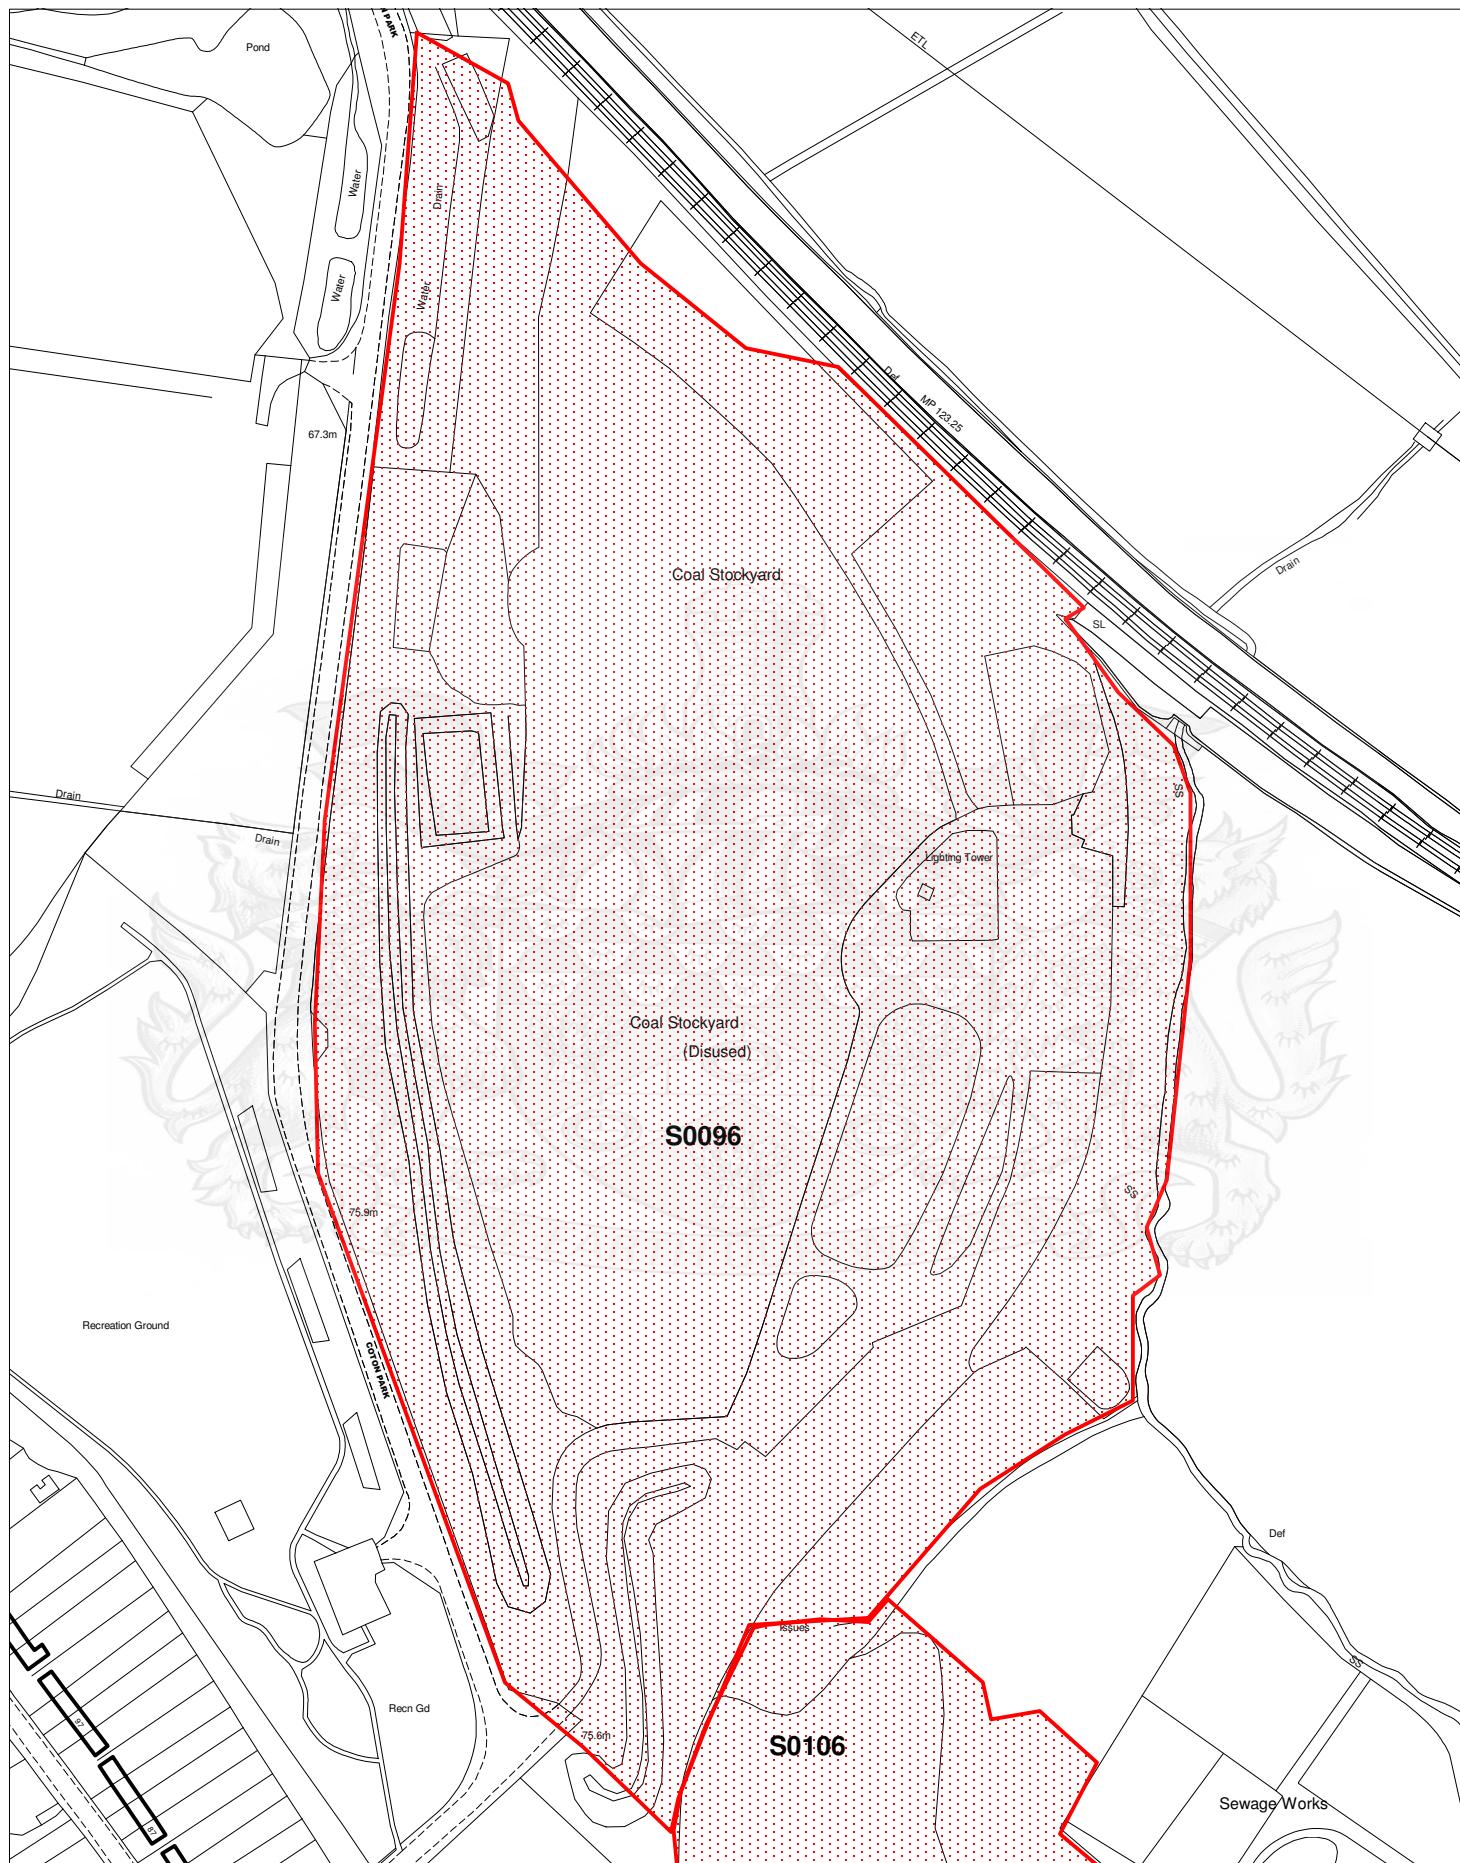 N PARK
Pond
ETL
Water
Drain
Water
Water
Def
MP 123.25
67.3m
Drain
Coal Stockyard
SL
Drain
SS
Drain
Lighting Tower
Coal Stockyard
(Disused)
S0096
SS
75.9m
Recreation Ground
COTON PARK
Def
Issues
SS
Recn Gd
97
75.6m
S0106
Sewage Works
87